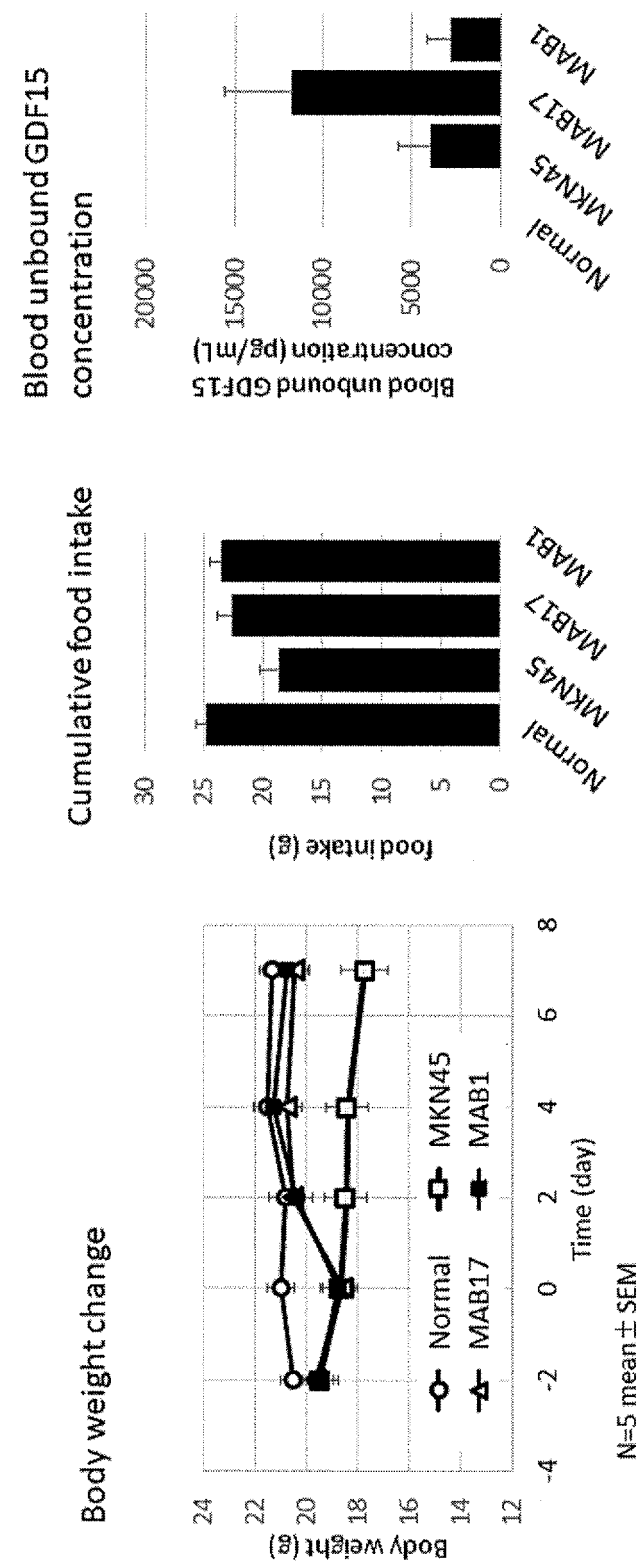 Body weight change
Body weight (g)
24
22
20
18
16
14
12
-4
-2
0
2
4
6
8
Time (day)
Normal
MKN45
MAB17
MAB1
N=5 mean ± SEM
Cumulative food intake
food intake (g)
30
25
20
15
10
5
0
Normal
MKN45
MAB17
MAB1
Blood unbound GDF15
concentration
Blood unbound GDF15
concentration (pg/mL)
20000
15000
10000
5000
0
Normal
MKN45
MAB17
MAB1